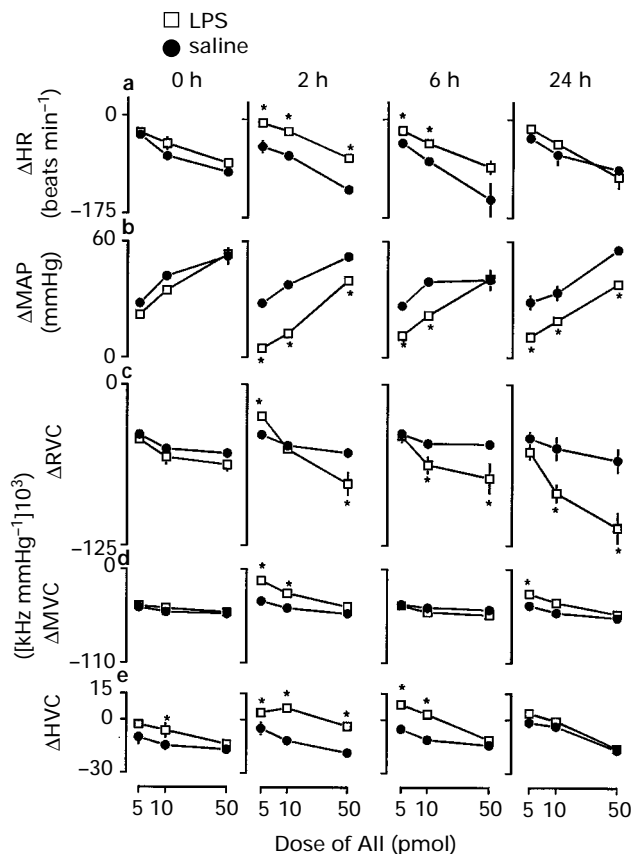 LPS
saline
a 0 h 2 h 6 h 24 h
ΔHR
(beats min⁻¹)
0
−175
* * *
* *
b
ΔMAP
(mmHg)
60
0
* * *
* *
* * *
c
ΔRVC
0
−125
* *
* *
* *
([kHz mmHg⁻¹]10³)
d
ΔMVC
0
−110
* *
*
e
ΔHVC
15
0
−30
*
* * *
* *
5 10 50 5 10 50 5 10 50 5 10 50
Dose of AII (pmol)